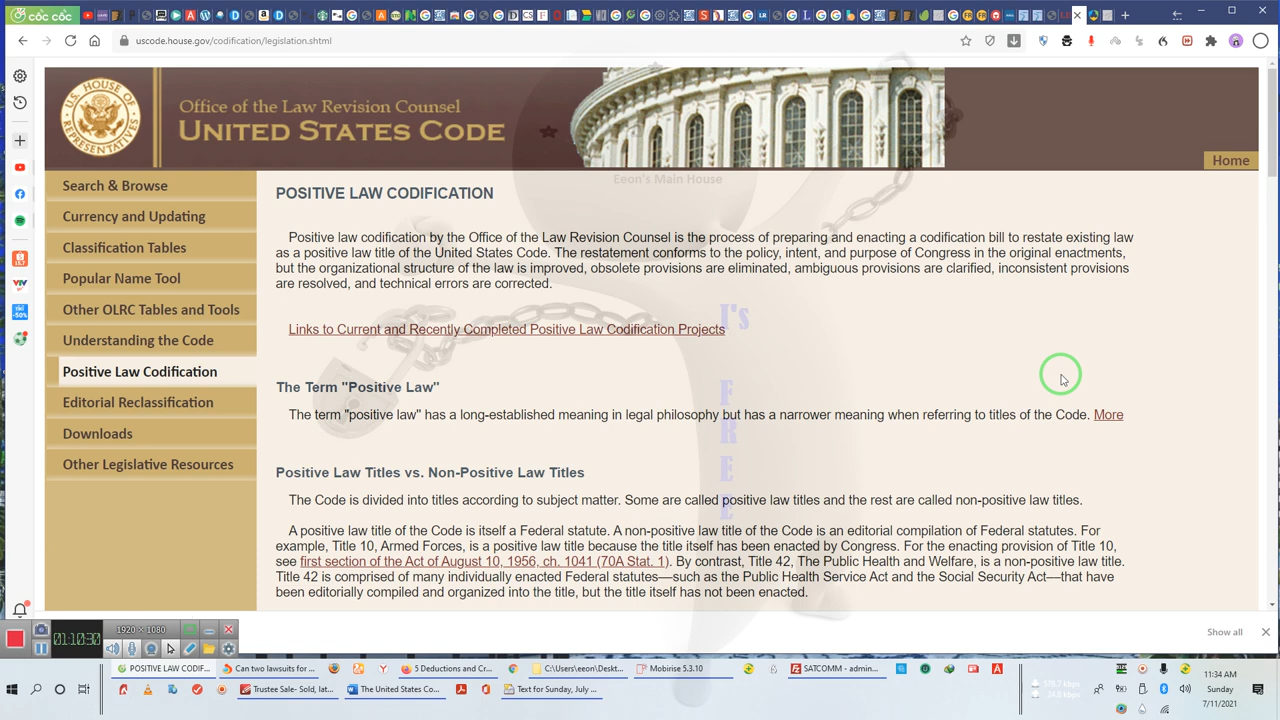 cốc cốc
uscode.house.gov/codification/legislation.shtml
Office of the Law Revision Counsel
UNITED STATES CODE
U.S. HOUSE OF REPRESENTATIVES
Home
Eeon's Main House
Search & Browse
Currency and Updating
Classification Tables
Popular Name Tool
Other OLRC Tables and Tools
Understanding the Code
Positive Law Codification
Editorial Reclassification
Downloads
Other Legislative Resources
POSITIVE LAW CODIFICATION
Positive law codification by the Office of the Law Revision Counsel is the process of preparing and enacting a codification bill to restate existing law
as a positive law title of the United States Code. The restatement conforms to the policy, intent, and purpose of Congress in the original enactments,
but the organizational structure of the law is improved, obsolete provisions are eliminated, ambiguous provisions are clarified, inconsistent provisions
are resolved, and technical errors are corrected.
Links to Current and Recently Completed Positive Law Codification Projects
I's
F
R
E
E
The Term "Positive Law"
The term "positive law" has a long-established meaning in legal philosophy but has a narrower meaning when referring to titles of the Code. More
Positive Law Titles vs. Non-Positive Law Titles
The Code is divided into titles according to subject matter. Some are called positive law titles and the rest are called non-positive law titles.
A positive law title of the Code is itself a Federal statute. A non-positive law title of the Code is an editorial compilation of Federal statutes. For
example, Title 10, Armed Forces, is a positive law title because the title itself has been enacted by Congress. For the enacting provision of Title 10,
see first section of the Act of August 10, 1956, ch. 1041 (70A Stat. 1). By contrast, Title 42, The Public Health and Welfare, is a non-positive law title.
Title 42 is comprised of many individually enacted Federal statutes––such as the Public Health Service Act and the Social Security Act––that have
been editorially compiled and organized into the title, but the title itself has not been enacted.
Show all
01:10:30
1920 × 1080
POSITIVE LAW CODIF...
Can two lawsuits for ...
5 Deductions and Cr...
C:\Users\eeon\Deskt...
Mobirise 5.3.10
SATCOMM - admin...
Trustee Sale- Sold, lat...
The United States Co...
Text for Sunday, July ...
11:34 AM
Sunday
7/11/2021